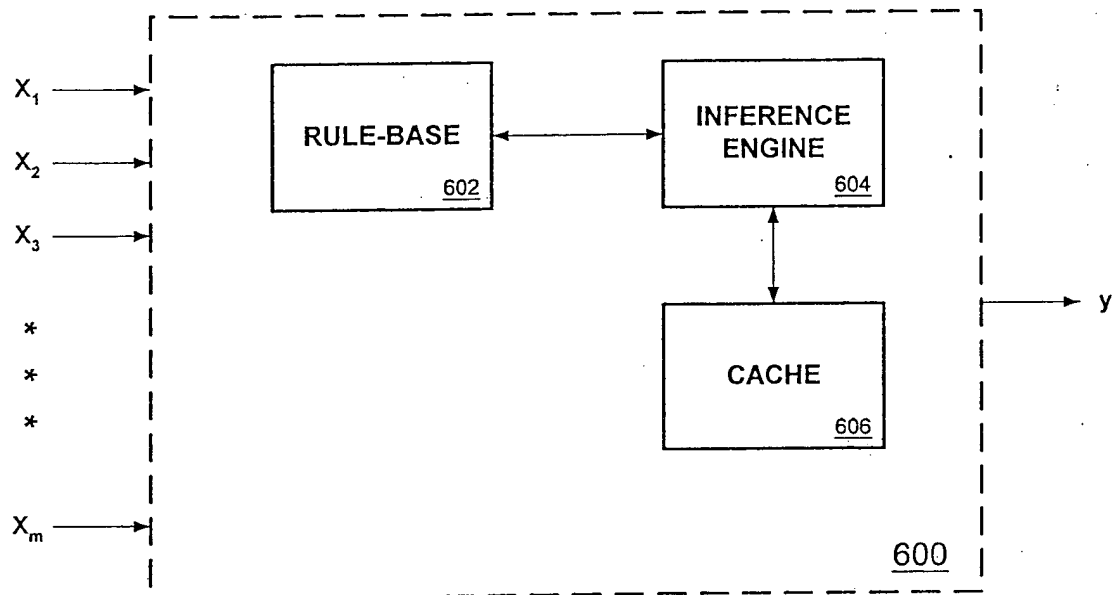 X₁
X₂
X₃
*
*
*
Xₘ
RULE-BASE
602
INFERENCE
ENGINE
604
CACHE
606
y
600